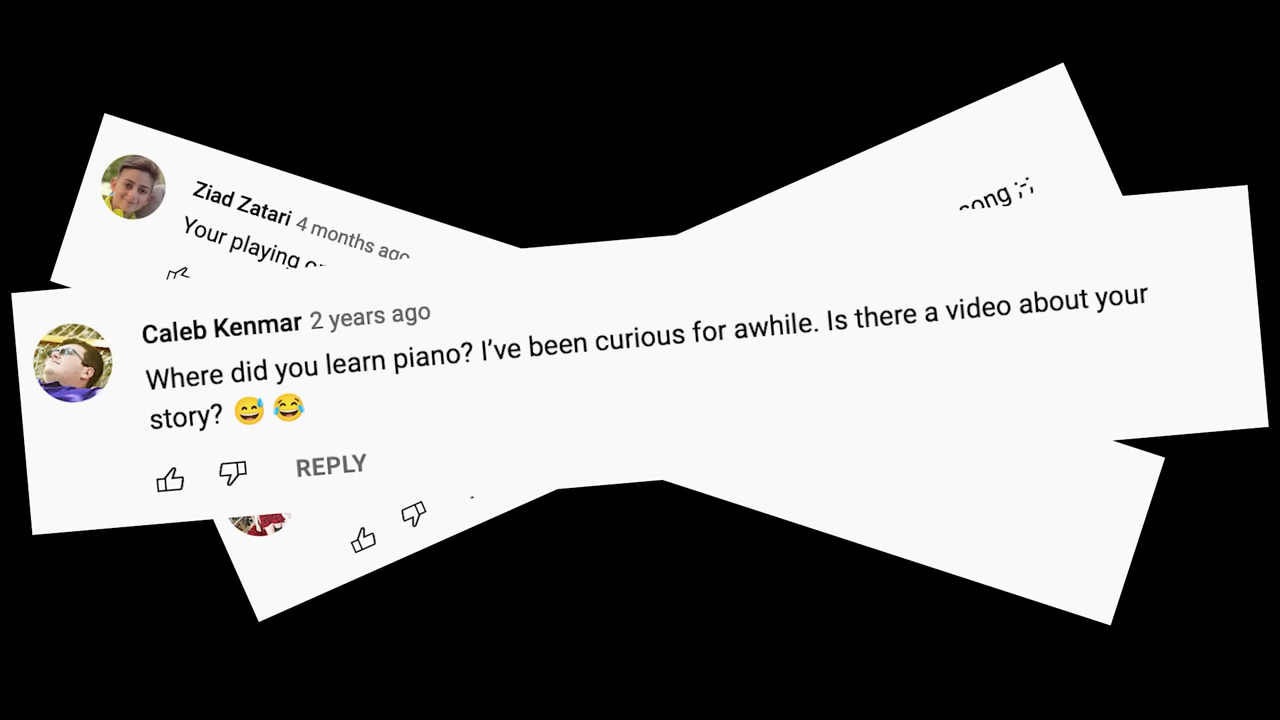 Ziad Zatari 4 months ago
Your playing
song ;-;
Caleb Kenmar 2 years ago
Where did you learn piano? I’ve been curious for awhile. Is there a video about your
story? 😅 😂
REPLY